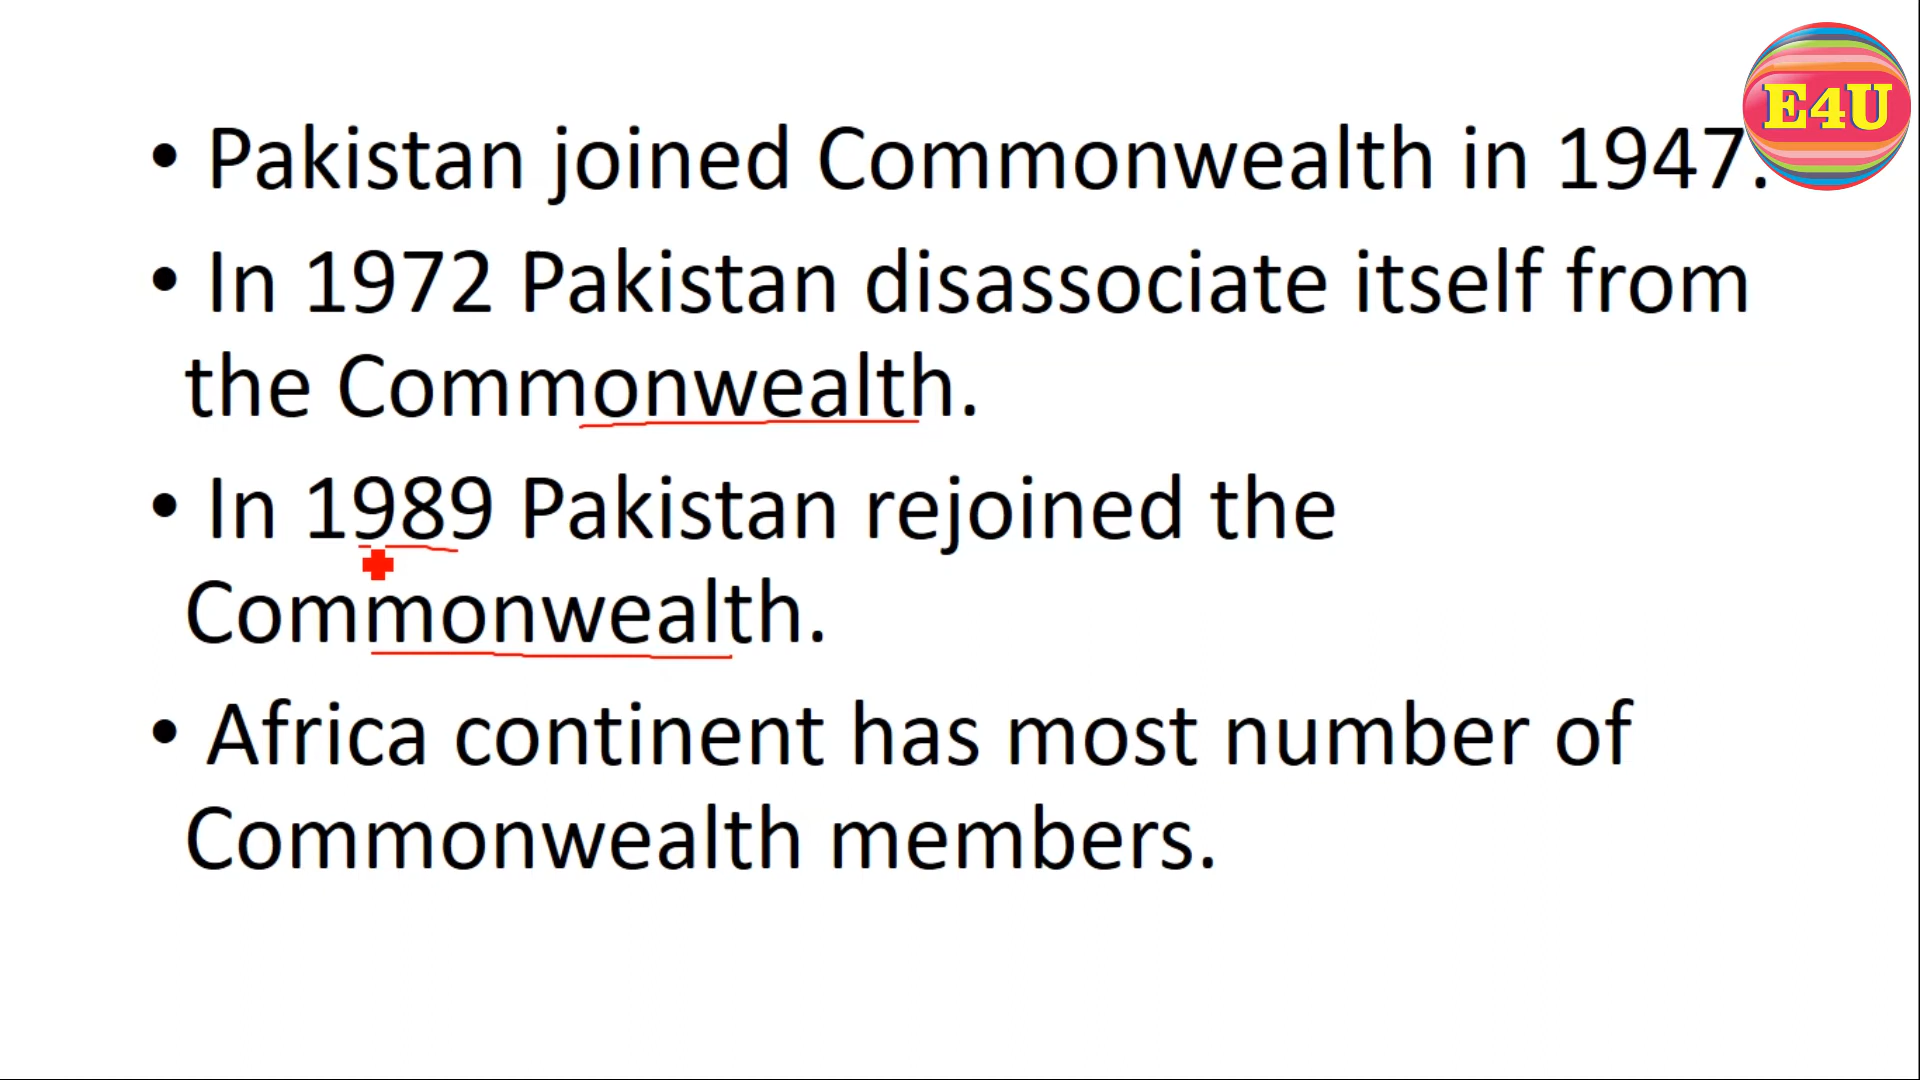 E4U
• Pakistan joined Commonwealth in 1947.
• In 1972 Pakistan disassociate itself from
the Commonwealth.
• In 1989 Pakistan rejoined the
Commonwealth.
• Africa continent has most number of
Commonwealth members.